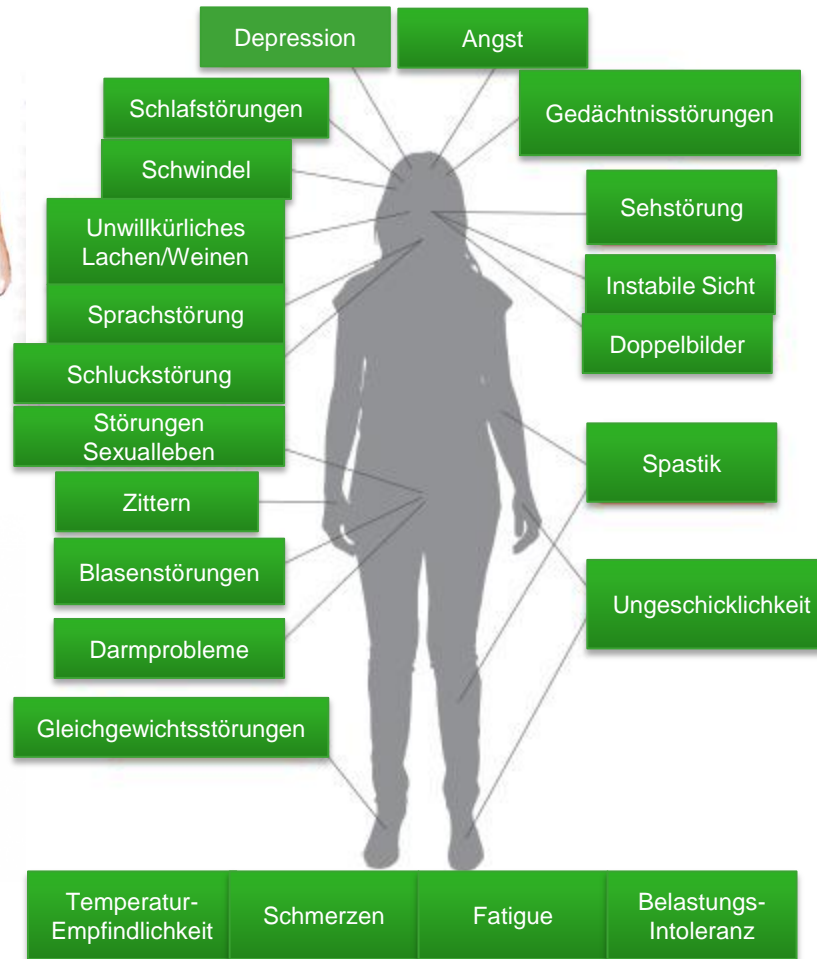 Depression
Angst
Schlafstörungen
Gedächtnisstörungen
Schwindel
Sehstörung
Unwillkürliches
Lachen/Weinen
Instabile Sicht
Sprachstörung
Doppelbilder
Schluckstörung
Störungen
Sexualleben
Spastik
Zittern
Blasenstörungen
Ungeschicklichkeit
Darmprobleme
Gleichgewichtsstörungen
Temperatur-
Empfindlichkeit
Schmerzen
Fatigue
Belastungs-
Intoleranz